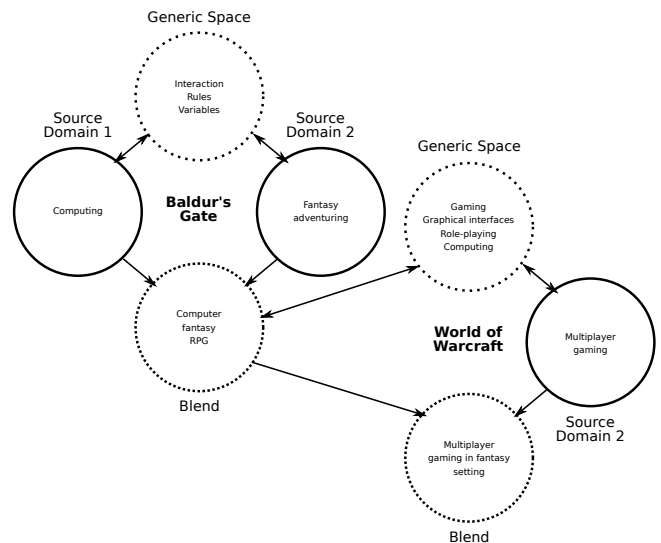 Generic Space
Interaction
Rules
Variables
Source
Domain 1
Source
Domain 2
Computing
Baldur's
Gate
Fantasy
adventuring
Computer
fantasy
RPG
Blend
Generic Space
Gaming
Graphical interfaces
Role-playing
Computing
World of
Warcraft
Multiplayer
gaming
Source
Domain 2
Multiplayer
gaming in fantasy
setting
Blend